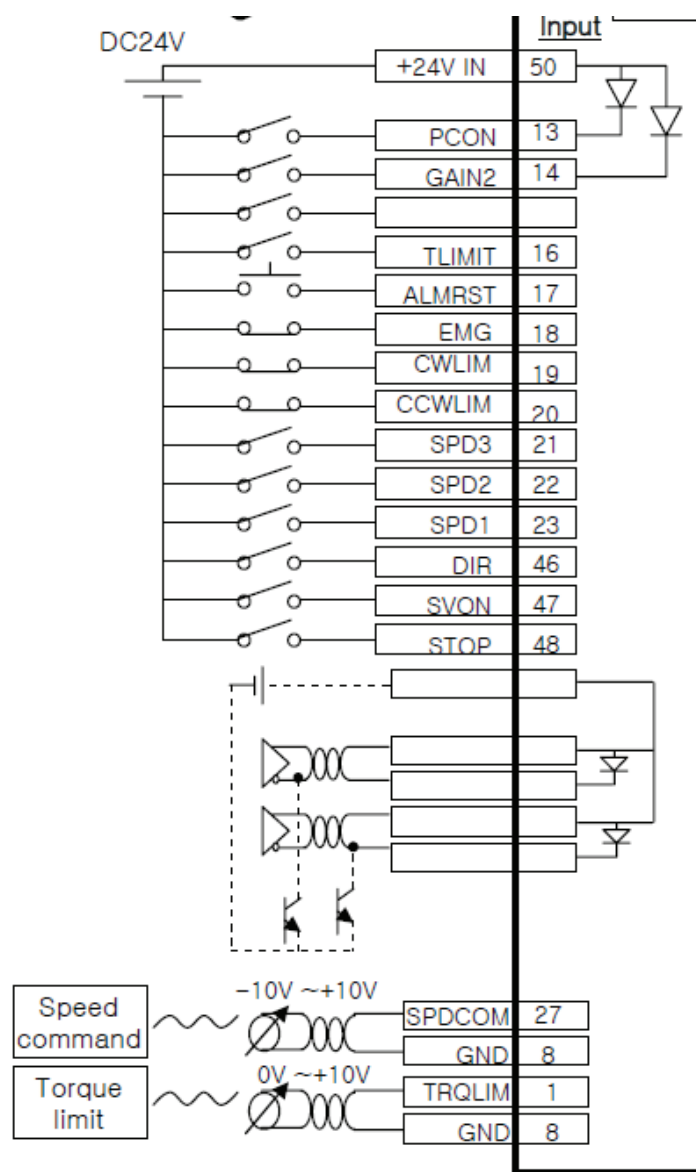 Input
DC24V
+24V IN 50
PCON 13
GAIN2 14
TLIMIT 16
ALMRST 17
EMG 18
CWLIM 19
CCWLIM 20
SPD3 21
SPD2 22
SPD1 23
DIR 46
SVON 47
STOP 48
-10V ~+10V
Speed
command
SPDCOM 27
GND 8
0V ~+10V
Torque
limit
TRQLIM 1
GND 8